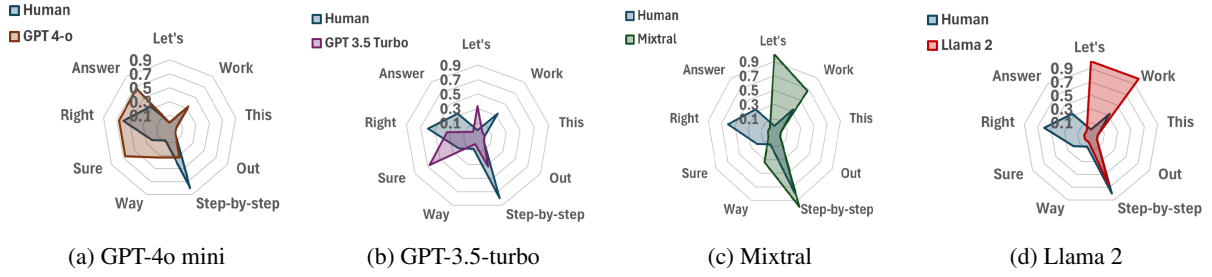 Human
GPT 4-o
Let's
Work
This
Out
Step-by-step
Way
Sure
Right
Answer
0.9
0.7
0.5
0.3
0.1
(a) GPT-4o mini
Human
GPT 3.5 Turbo
Let's
Work
This
Out
Step-by-step
Way
Sure
Right
Answer
0.9
0.7
0.5
0.3
0.1
(b) GPT-3.5-turbo
Human
Mixtral
Let's
Work
This
Out
Step-by-step
Way
Sure
Right
Answer
0.9
0.7
0.5
0.3
0.1
(c) Mixtral
Human
Llama 2
Let's
Work
This
Out
Step-by-step
Way
Sure
Right
Answer
0.9
0.7
0.5
0.3
0.1
(d) Llama 2